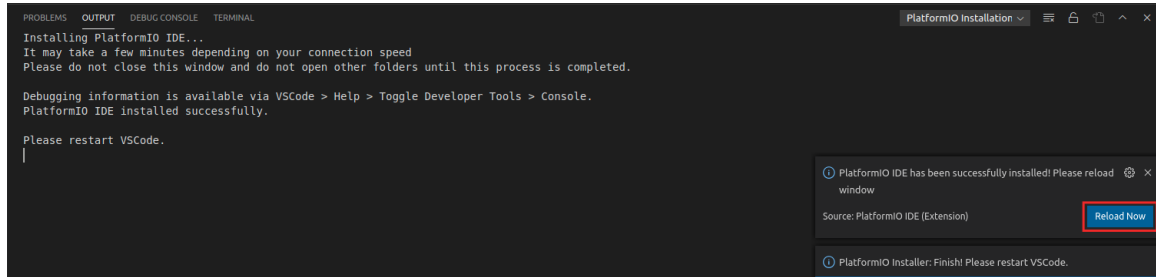 PROBLEMS OUTPUT DEBUG CONSOLE TERMINAL PlatformIO Installation
Installing PlatformIO IDE...
It may take a few minutes depending on your connection speed
Please do not close this window and do not open other folders until this process is completed.
Debugging information is available via VSCode > Help > Toggle Developer Tools > Console.
PlatformIO IDE installed successfully.
Please restart VSCode.
PlatformIO IDE has been successfully installed! Please reload
window
Source: PlatformIO IDE (Extension) Reload Now
PlatformIO Installer: Finish! Please restart VSCode.